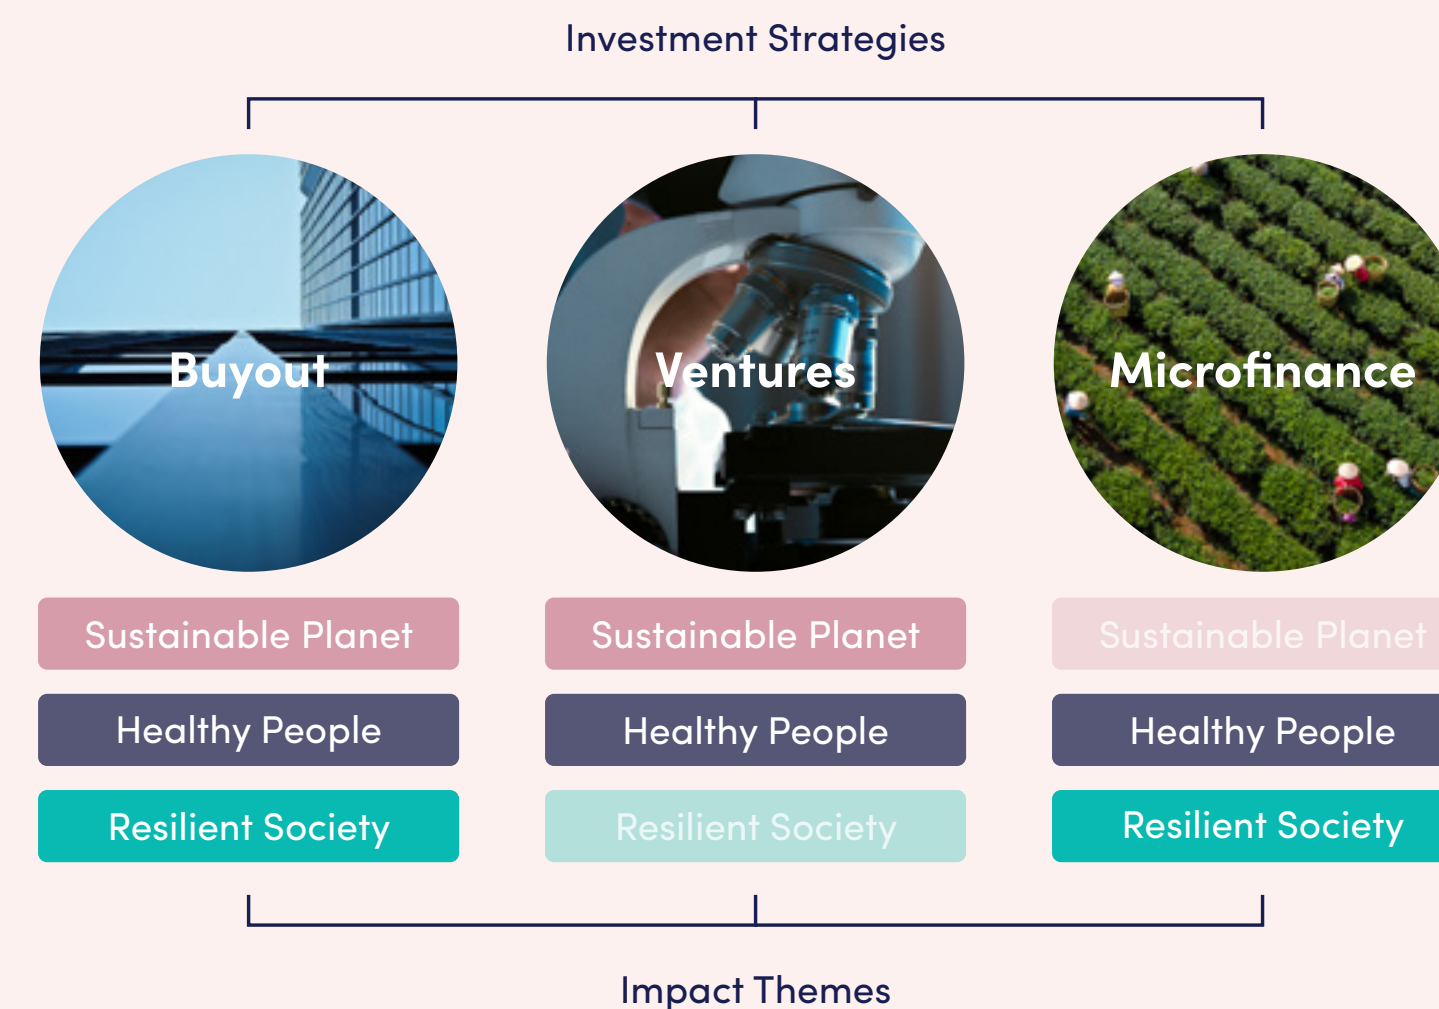 Investment Strategies
Buyout
Ventures
Microfinance
Sustainable Planet
Sustainable Planet
Sustainable Planet
Healthy People
Healthy People
Healthy People
Resilient Society
Resilient Society
Resilient Society
Impact Themes